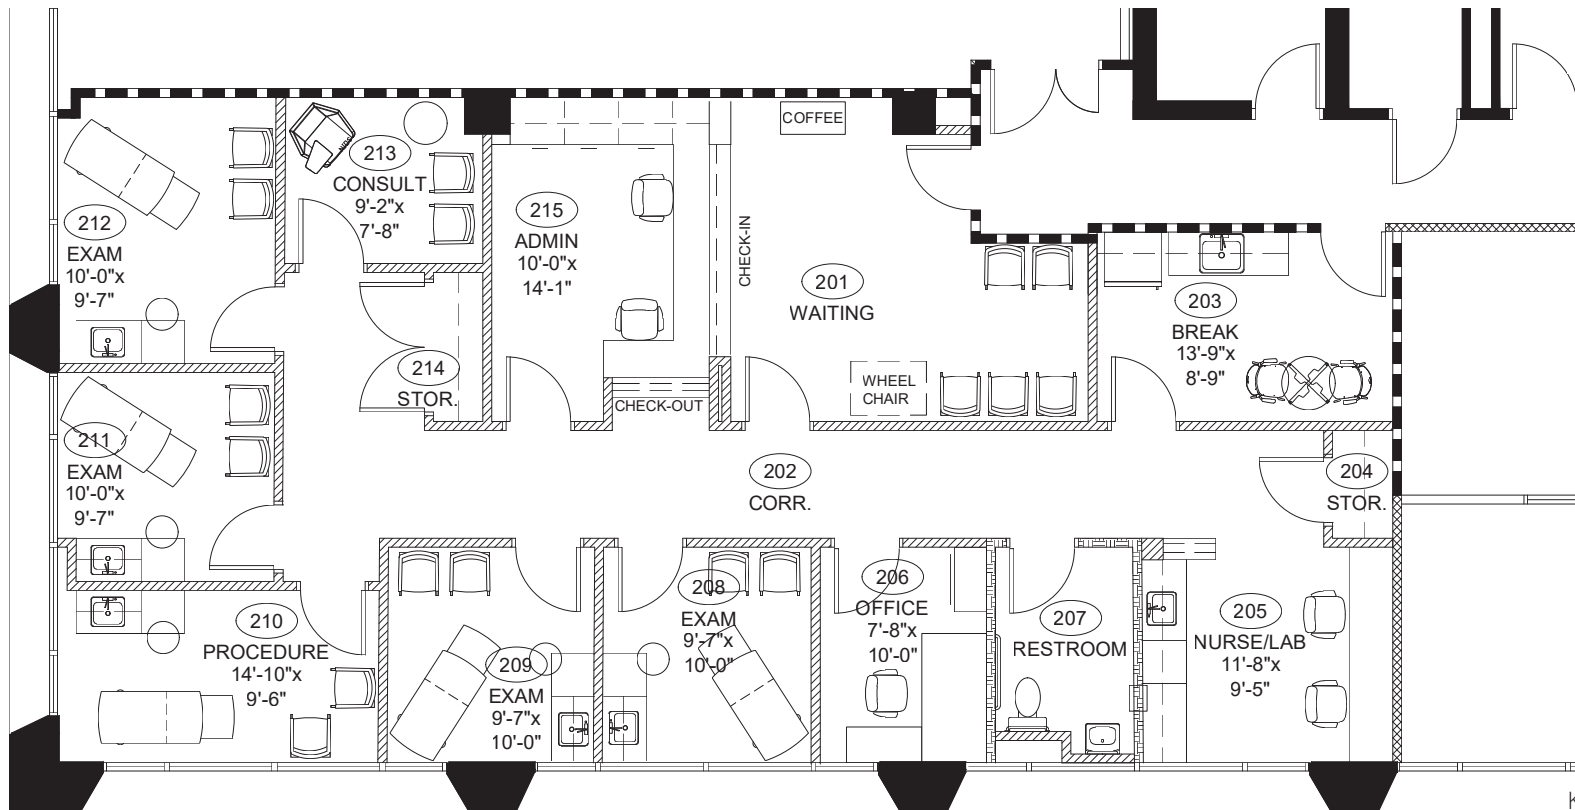 COFFEE
213
CONSULT
9'-2"x
7'-8"
212
EXAM
10'-0"x
9'-7"
215
ADMIN
10'-0"x
14'-1"
CHECK-IN
201
WAITING
203
BREAK
13'-9"x
8'-9"
214
STOR.
WHEEL
CHAIR
CHECK-OUT
211
EXAM
10'-0"x
9'-7"
202
CORR.
204
STOR.
210
PROCEDURE
14'-10"x
9'-6"
209
EXAM
9'-7"x
10'-0"
208
EXAM
9'-7"x
10'-0"
206
OFFICE
7'-8"x
10'-0"
207
RESTROOM
205
NURSE/LAB
11'-8"x
9'-5"